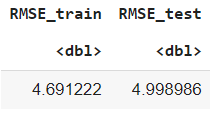 RMSE_train RMSE_test
<dbl> <dbl>
4.691222 4.998986